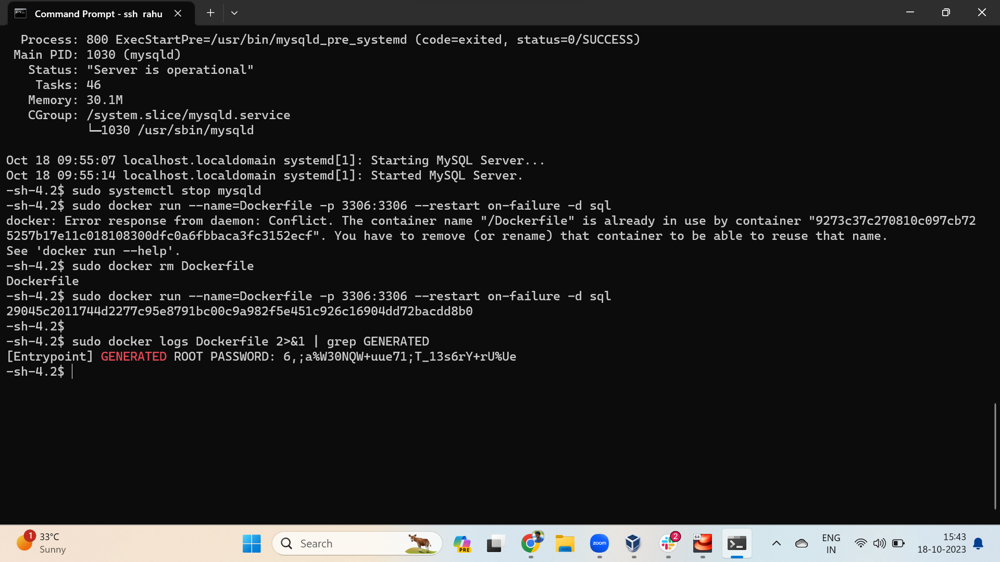 Command Prompt - ssh rahu
Process: 800 ExecStartPre=/usr/bin/mysqld_pre_systemd (code=exited, status=0/SUCCESS)
Main PID: 1030 (mysqld)
Status: "Server is operational"
Tasks: 46
Memory: 30.1M
CGroup: /system.slice/mysqld.service
└─1030 /usr/sbin/mysqld
Oct 18 09:55:07 localhost.localdomain systemd[1]: Starting MySQL Server...
Oct 18 09:55:14 localhost.localdomain systemd[1]: Started MySQL Server.
-sh-4.2$ sudo systemctl stop mysqld
-sh-4.2$ sudo docker run --name=Dockerfile -p 3306:3306 --restart on-failure -d sql
docker: Error response from daemon: Conflict. The container name "/Dockerfile" is already in use by container "9273c37c270810c097cb72
5257b17e11c018108300dfc0a6fbbaca3fc3152ecf". You have to remove (or rename) that container to be able to reuse that name.
See 'docker run --help'.
-sh-4.2$ sudo docker rm Dockerfile
Dockerfile
-sh-4.2$ sudo docker run --name=Dockerfile -p 3306:3306 --restart on-failure -d sql
29045c2011744d2277c95e8791bc00c9a982f5e451c926c16904dd72bacdd8b0
-sh-4.2$
-sh-4.2$ sudo docker logs Dockerfile 2>&1 | grep GENERATED
[Entrypoint] GENERATED ROOT PASSWORD: 6,;a%W30NQW+uue71;T_13s6rY+rU%Ue
-sh-4.2$
1
33°C
Sunny
Search
PRE
zoom
2
64
ENG
IN
15:43
18-10-2023